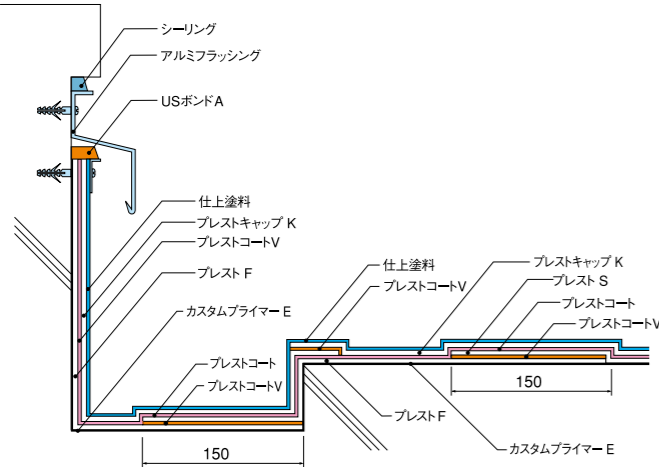 シーリング
アルミフラッシング
USボンドA
仕上塗料
プレストキャップ K
プレストコートV
プレスト F
カスタムプライマー E
プレストコート
プレストコートV
150
仕上塗料
プレストコートV
プレストキャップ K
プレスト S
プレストコート
プレストコートV
150
プレスト F
カスタムプライマー E